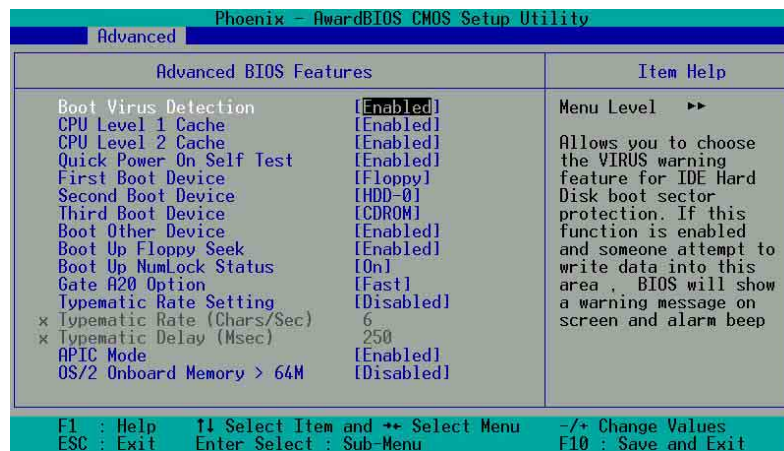 Phoenix - AwardBIOS CMOS Setup Utility
Advanced
Advanced BIOS Features
Boot Virus Detection [Enabled]
CPU Level 1 Cache [Enabled]
CPU Level 2 Cache [Enabled]
Quick Power On Self Test [Enabled]
First Boot Device [Floppy]
Second Boot Device [HDD-0]
Third Boot Device [CDROM]
Boot Other Device [Enabled]
Boot Up Floppy Seek [Enabled]
Boot Up NumLock Status [On]
Gate A20 Option [Fast]
Typematic Rate Setting [Disabled]
x Typematic Rate (Chars/Sec) 6
x Typematic Delay (Msec) 250
APIC Mode [Enabled]
OS/2 Onboard Memory > 64M [Disabled]
Item Help
Menu Level ▸▸
Allows you to choose
the VIRUS warning
feature for IDE Hard
Disk boot sector
protection. If this
function is enabled
and someone attempt to
write data into this
area , BIOS will show
a warning message on
screen and alarm beep
F1 : Help ↑↓ Select Item and →← Select Menu -/+ Change Values
ESC : Exit Enter Select : Sub-Menu F10 : Save and Exit